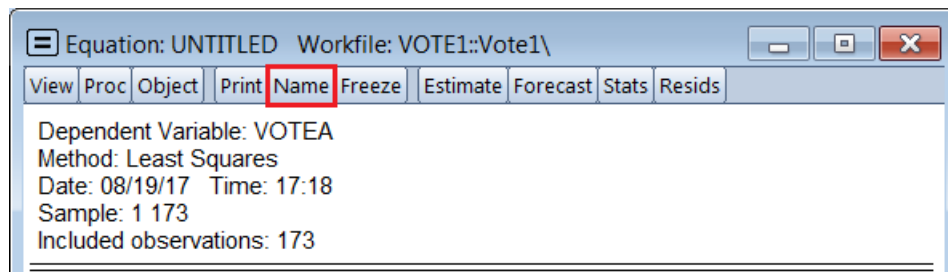 Equation: UNTITLED Workfile: VOTE1::Vote1\
View Proc Object Print Name Freeze Estimate Forecast Stats Resids
Dependent Variable: VOTEA
Method: Least Squares
Date: 08/19/17 Time: 17:18
Sample: 1 173
Included observations: 173